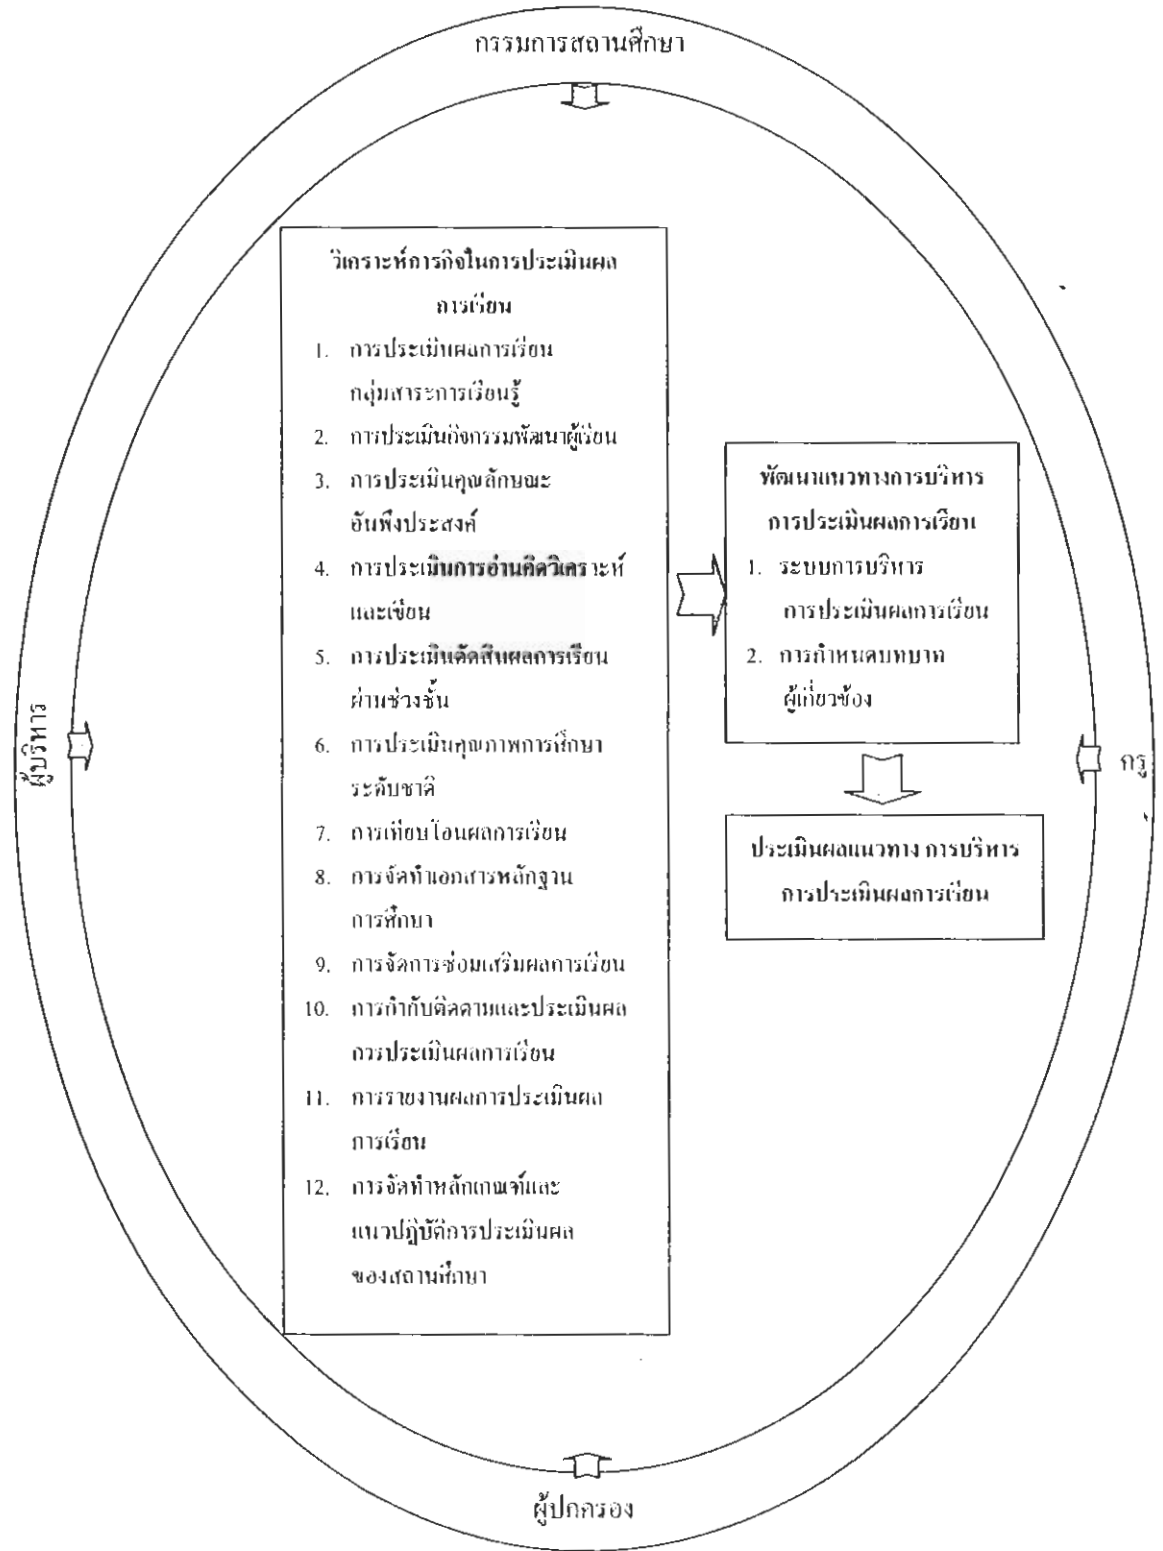 กรรมการสถานศึกษา
วิเคราะห์ภารกิจในการประเมินผล
การเรียน
1. การประเมินผลการเรียน
กลุ่มสาระการเรียนรู้
2. การประเมินกิจกรรมพัฒนาผู้เรียน
3. การประเมินคุณลักษณะ
อันพึงประสงค์
4. การประเมินการอ่านคิดวิเคราะห์
และเขียน
5. การประเมินตัดสินผลการเรียน
ผ่านช่วงชั้น
6. การประเมินคุณภาพการศึกษา
ระดับชาติ
7. การเทียบโอนผลการเรียน
8. การจัดทำเอกสารหลักฐาน
การศึกษา
9. การจัดการซ่อมเสริมผลการเรียน
10. การกำกับติดตามและประเมินผล
การประเมินผลการเรียน
11. การรายงานผลการประเมินผล
การเรียน
12. การจัดทำหลักเกณฑ์และ
แนวปฏิบัติการประเมินผล
ของสถานศึกษา
พัฒนาแนวทางการบริหาร
การประเมินผลการเรียน
1. ระบบการบริหาร
การประเมินผลการเรียน
2. การกำหนดบทบาท
ผู้เกี่ยวข้อง
ประเมินผลแนวทาง การบริหาร
การประเมินผลการเรียน
ผู้บริหาร
ครู
ผู้ปกครอง